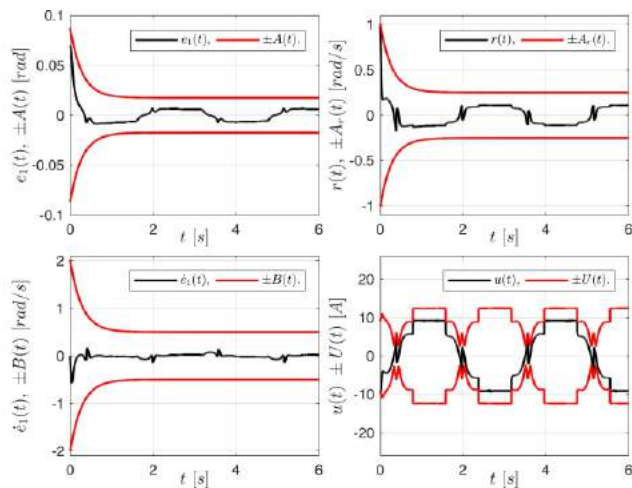 0.1
0.05
0
-0.05
-0.1
e₁(t), ±A(t) [rad]
e₁(t), ±A(t).
0 2 4 6
t [s]
1
0.5
0
-0.5
-1
r(t), ±Aᵣ(t) [rad/s]
r(t), ±Aᵣ(t).
0 2 4 6
t [s]
2
1
0
-1
-2
ė₁(t), ±B(t) [rad/s]
ė₁(t), ±B(t).
0 2 4 6
t [s]
20
10
0
-10
-20
u(t) ±U(t) [A]
u(t), ±U(t).
0 2 4 6
t [s]